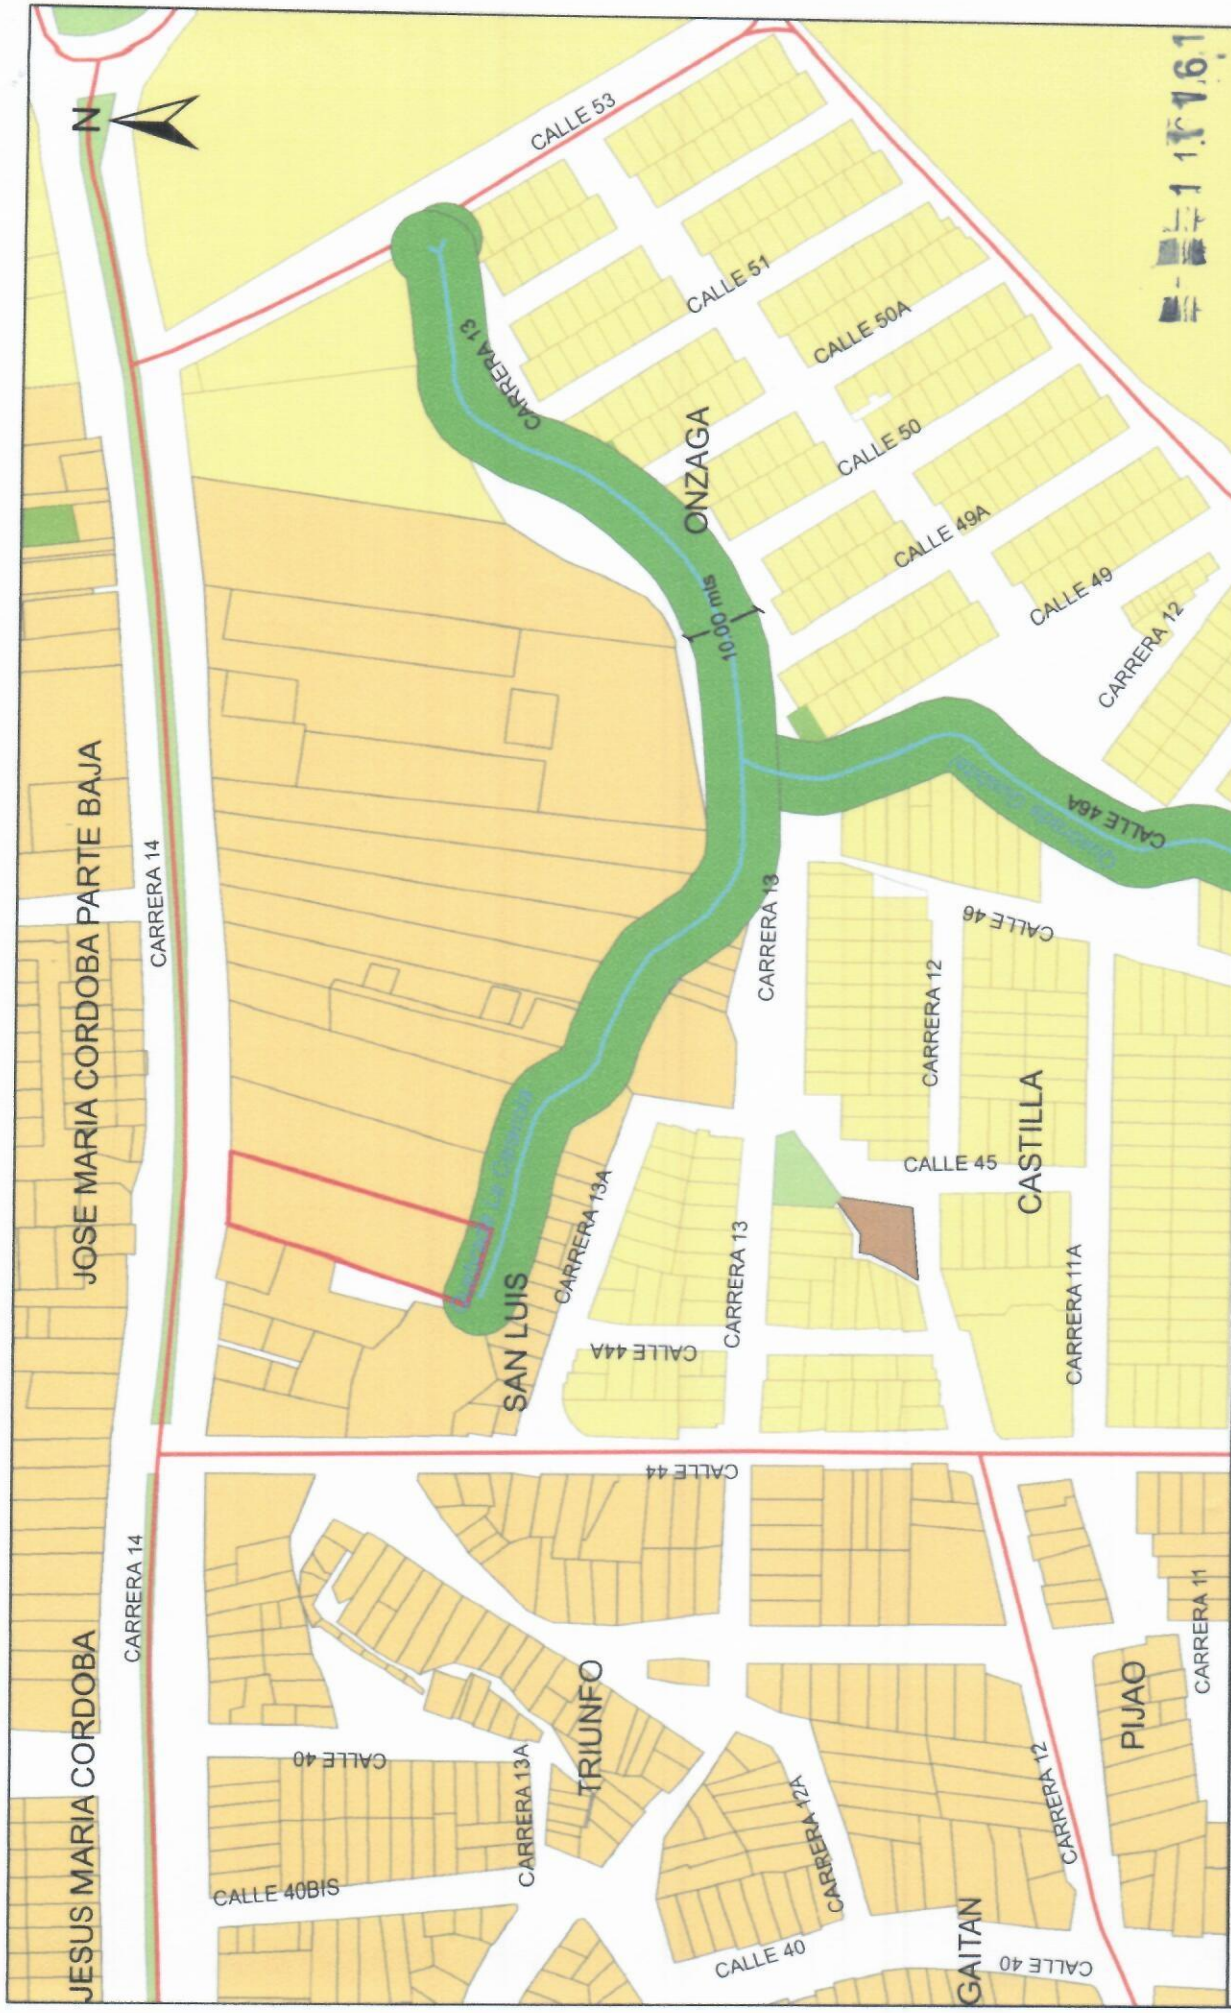 JESUS MARIA CORDOBA
JOSE MARIA CORDOBA PARTE BAJA
N
CARRERA 14
CARRERA 14
CALLE 53
CARRERA 13
CALLE 51
CALLE 50A
ONZAGA
CALLE 50
CALLE 49A
CALLE 49
10.00 mts
CARRERA 12
CALLE 46A
CARRERA 13
CALLE 46
CARRERA 12
CASTILLA
CALLE 45
CARRERA 13A
SAN LUIS
CARRERA 13
CALLE 44A
CARRERA 11A
CALLE 44
CARRERA 11
PIJAO
TRIUNFO
CALLE 40
CARRERA 13A
CARRERA 12A
CARRERA 12
CALLE 40BIS
CALLE 40
GAITAN
CALLE 40